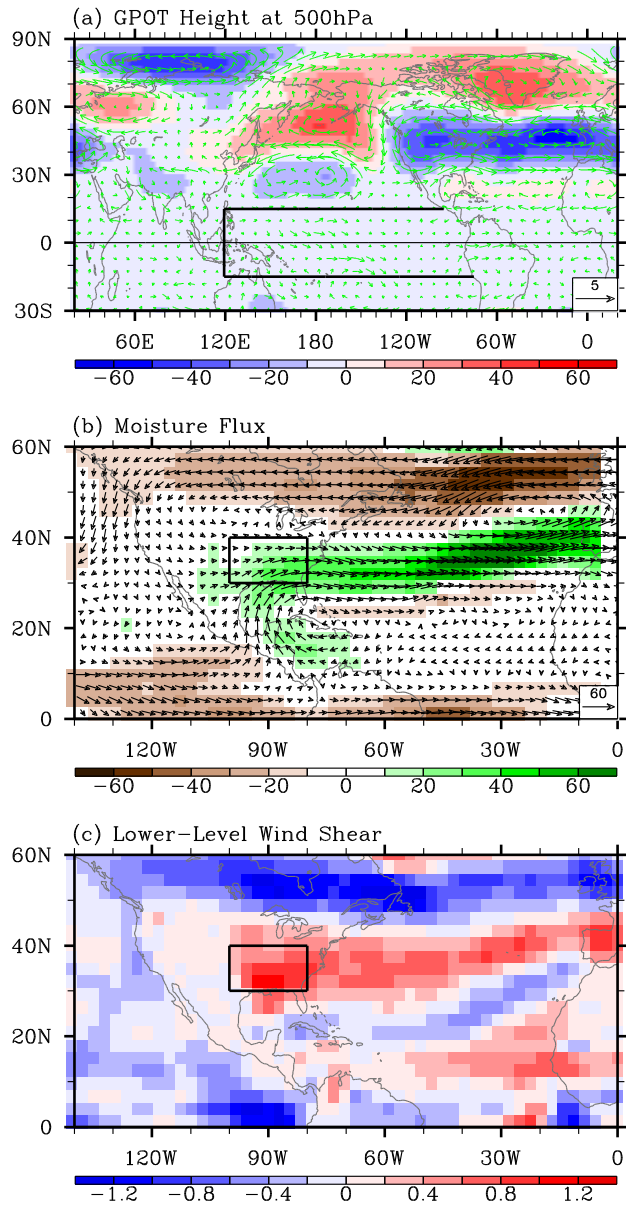 (a) GPOT Height at 500hPa
90N
60N
30N
0
30S
5
60E 120E 180 120W 60W 0
−60 −40 −20 0 20 40 60
(b) Moisture Flux
60N
40N
20N
0
60
120W 90W 60W 30W 0
−60 −40 −20 0 20 40 60
(c) Lower−Level Wind Shear
60N
40N
20N
0
120W 90W 60W 30W 0
−1.2 −0.8 −0.4 0 0.4 0.8 1.2